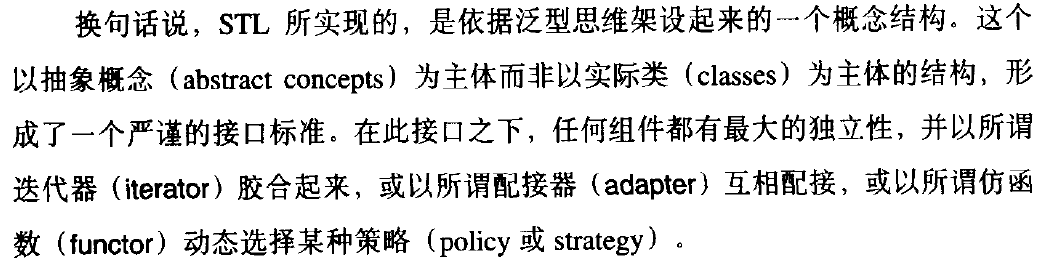 换句话说，STL 所实现的，是依据泛型思维架设起来的一个概念结构。这个
以抽象概念（abstract concepts）为主体而非以实际类（classes）为主体的结构，形
成了一个严谨的接口标准。在此接口之下，任何组件都有最大的独立性，并以所谓
迭代器（iterator）胶合起来，或以所谓配接器（adapter）互相配接，或以所谓仿函
数（functor）动态选择某种策略（policy 或 strategy）。